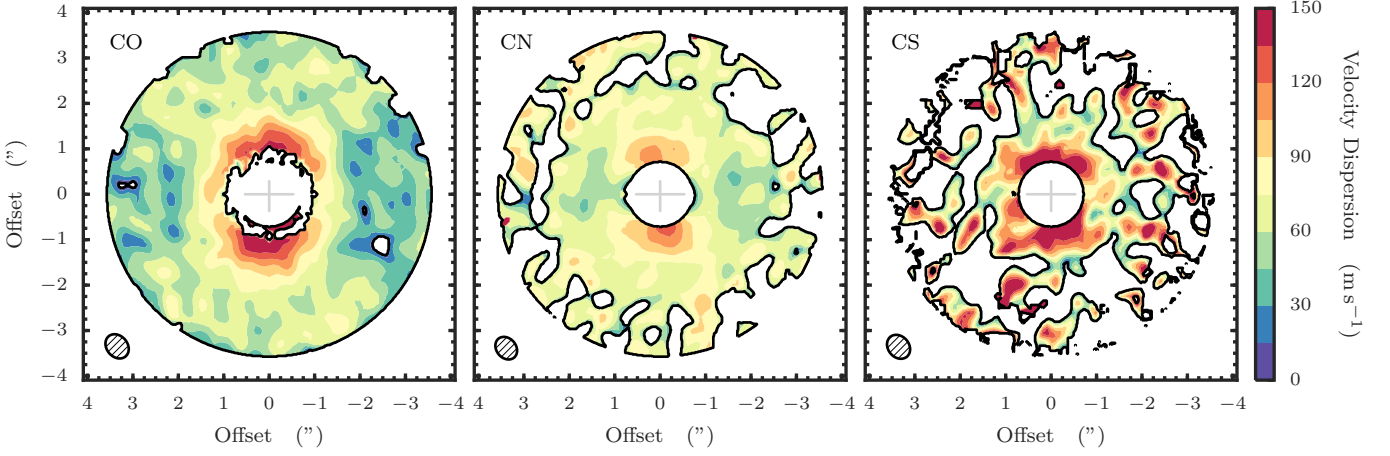 CO
CN
CS
4
3
2
1
0
−1
−2
−3
−4
Offset (")
4 3 2 1 0 −1 −2 −3 −4
4 3 2 1 0 −1 −2 −3 −4
4 3 2 1 0 −1 −2 −3 −4
Offset (")
Offset (")
Offset (")
150
120
90
60
30
0
Velocity Dispersion (m s⁻¹)